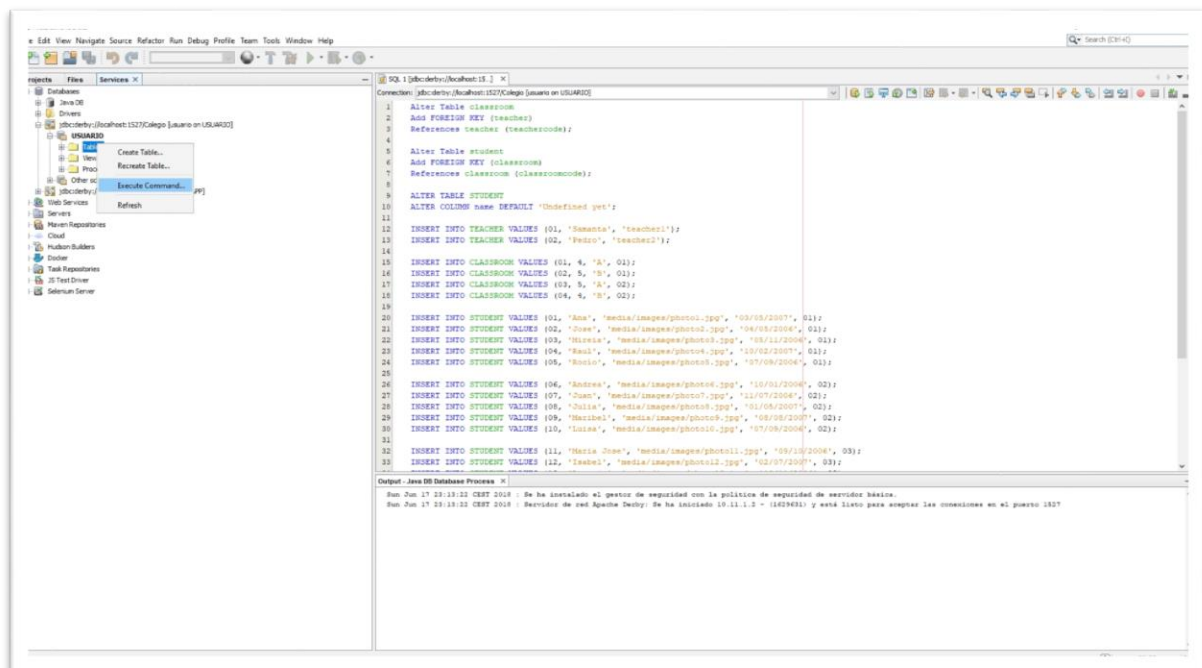 e Edit View Navigate Source Refactor Run Debug Profile Team Tools Window Help
Search (Ctrl+I)
rojects Files Services
Databases
Java DB
Drivers
jdbc:derby://localhost:1527/Colegio [usuario on USUARIO]
USUARIO
Table
View
Proc
Other sc
jdbc:derby:/ PP]
Web Services
Servers
Maven Repositories
Cloud
Hudson Builders
Docker
Task Repositories
JS Test Driver
Selenium Server
Create Table...
Recreate Table...
Execute Command...
Refresh
SQL 1 [jdbc:derby://localhost:15...]
Connection: jdbc:derby://localhost:1527/Colegio [usuario on USUARIO]
1 Alter Table classroom
2 Add FOREIGN KEY (teacher)
3 References teacher (teachercode);
4
5 Alter Table student
6 Add FOREIGN KEY (classroom)
7 References classroom (classroomcode);
8
9 ALTER TABLE STUDENT
10 ALTER COLUMN name DEFAULT 'Undefined yet';
11
12 INSERT INTO TEACHER VALUES (01, 'Samanta', 'teacher1');
13 INSERT INTO TEACHER VALUES (02, 'Pedro', 'teacher2');
14
15 INSERT INTO CLASSROOM VALUES (01, 4, 'A', 01);
16 INSERT INTO CLASSROOM VALUES (02, 5, 'B', 01);
17 INSERT INTO CLASSROOM VALUES (03, 5, 'A', 02);
18 INSERT INTO CLASSROOM VALUES (04, 4, 'B', 02);
19
20 INSERT INTO STUDENT VALUES (01, 'Ana', 'media/images/photo1.jpg', '03/05/2007', 01);
21 INSERT INTO STUDENT VALUES (02, 'Jose', 'media/images/photo2.jpg', '04/05/2006', 01);
22 INSERT INTO STUDENT VALUES (03, 'Mireia', 'media/images/photo3.jpg', '05/11/2006', 01);
23 INSERT INTO STUDENT VALUES (04, 'Raul', 'media/images/photo4.jpg', '10/02/2007', 01);
24 INSERT INTO STUDENT VALUES (05, 'Rocio', 'media/images/photo5.jpg', '07/09/2006', 01);
25
26 INSERT INTO STUDENT VALUES (06, 'Andrea', 'media/images/photo6.jpg', '10/01/2006', 02);
27 INSERT INTO STUDENT VALUES (07, 'Juan', 'media/images/photo7.jpg', '11/07/2006', 02);
28 INSERT INTO STUDENT VALUES (08, 'Julia', 'media/images/photo8.jpg', '01/05/2007', 02);
29 INSERT INTO STUDENT VALUES (09, 'Maribel', 'media/images/photo9.jpg', '08/08/2007', 02);
30 INSERT INTO STUDENT VALUES (10, 'Luisa', 'media/images/photo10.jpg', '07/09/2006', 02);
31
32 INSERT INTO STUDENT VALUES (11, 'Maria Jose', 'media/images/photo11.jpg', '09/10/2006', 03);
33 INSERT INTO STUDENT VALUES (12, 'Isabel', 'media/images/photo12.jpg', '02/07/2007', 03);
Output - Java DB Database Process
Sun Jun 17 23:13:22 CEST 2018 : Se ha instalado el gestor de seguridad con la política de seguridad de servidor básica.
Sun Jun 17 23:13:22 CEST 2018 : Servidor de red Apache Derby: Se ha iniciado 10.11.1.2 - (1629631) y está listo para aceptar las conexiones en el puerto 1527